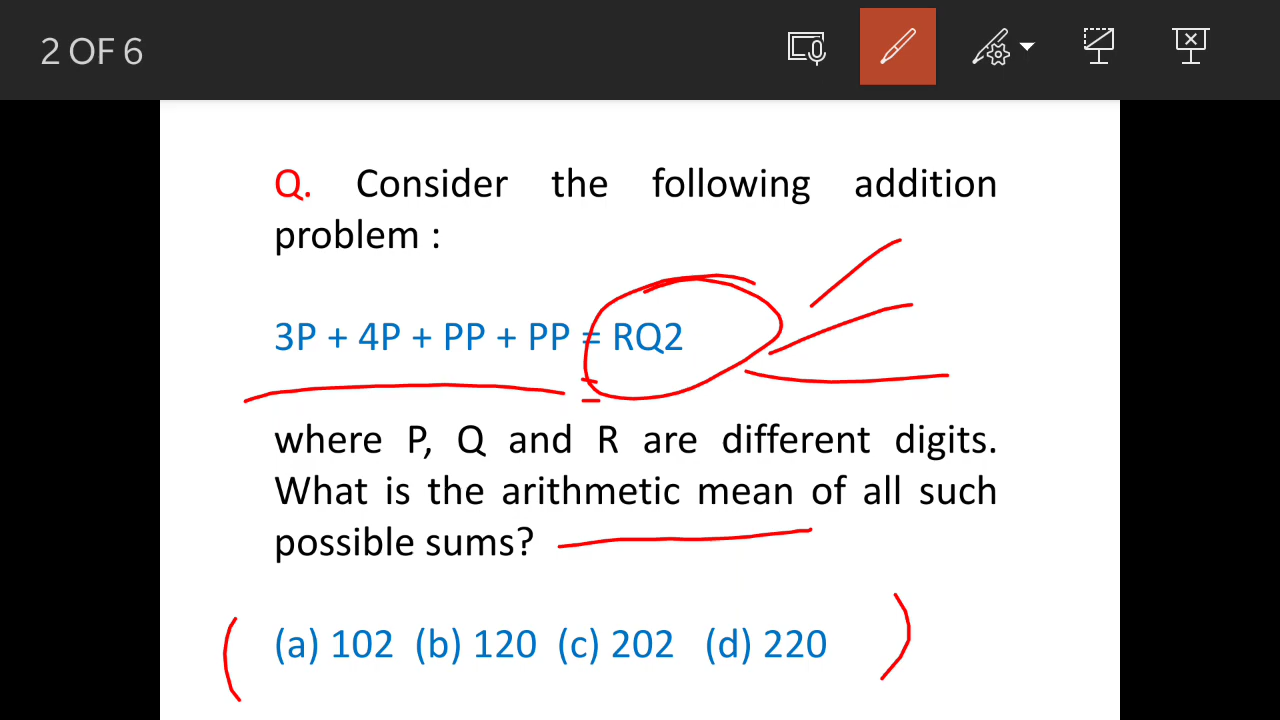 2 OF 6
Q. Consider the following addition
problem :
3P + 4P + PP + PP = RQ2
where P, Q and R are different digits.
What is the arithmetic mean of all such
possible sums?
(a) 102 (b) 120 (c) 202 (d) 220